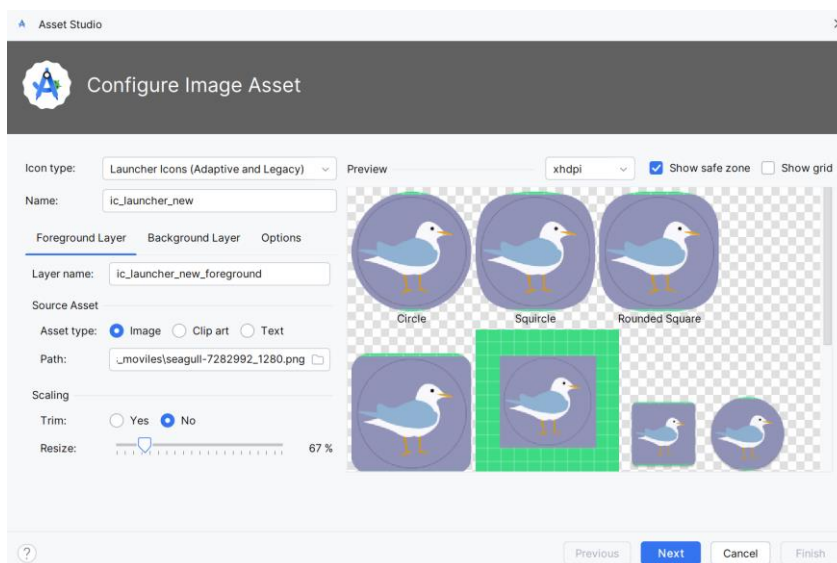 Asset Studio
Configure Image Asset
Icon type:
Launcher Icons (Adaptive and Legacy)
Name:
ic_launcher_new
Foreground Layer
Background Layer
Options
Layer name:
ic_launcher_new_foreground
Source Asset
Asset type:
Image
Clip art
Text
Path:
:_moviles\seagull-7282992_1280.png
Scaling
Trim:
Yes
No
Resize:
67 %
Preview
xhdpi
Show safe zone
Show grid
Circle
Squircle
Rounded Square
?
Previous
Next
Cancel
Finish